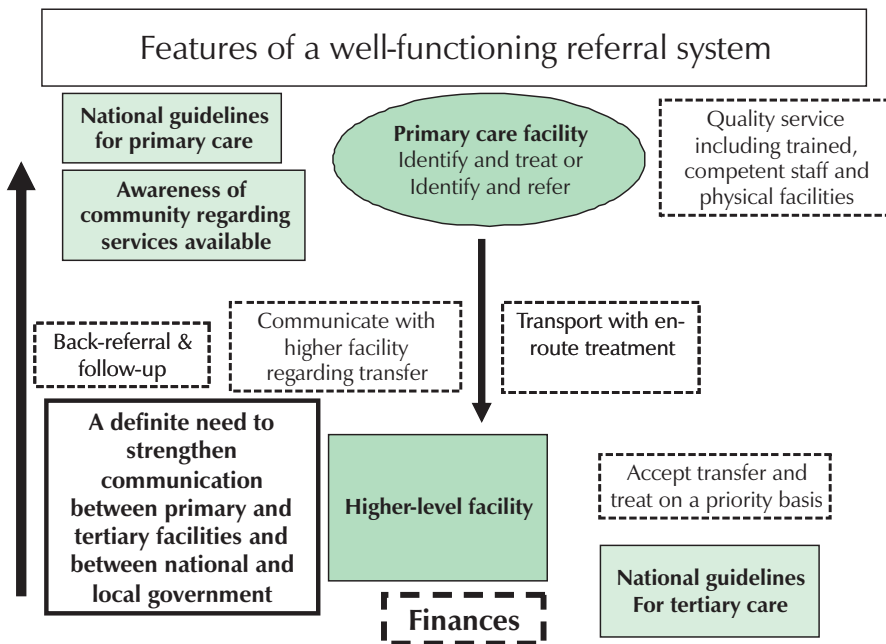 Features of a well-functioning referral system
National guidelines
for primary care
Primary care facility
Identify and treat or
Identify and refer
Quality service
including trained,
competent staff and
physical facilities
Awareness of
community regarding
services available
Back-referral &
follow-up
Communicate with
higher facility
regarding transfer
Transport with en-
route treatment
A definite need to
strengthen
communication
between primary and
tertiary facilities and
between national and
local government
Higher-level facility
Accept transfer and
treat on a priority basis
National guidelines
For tertiary care
Finances